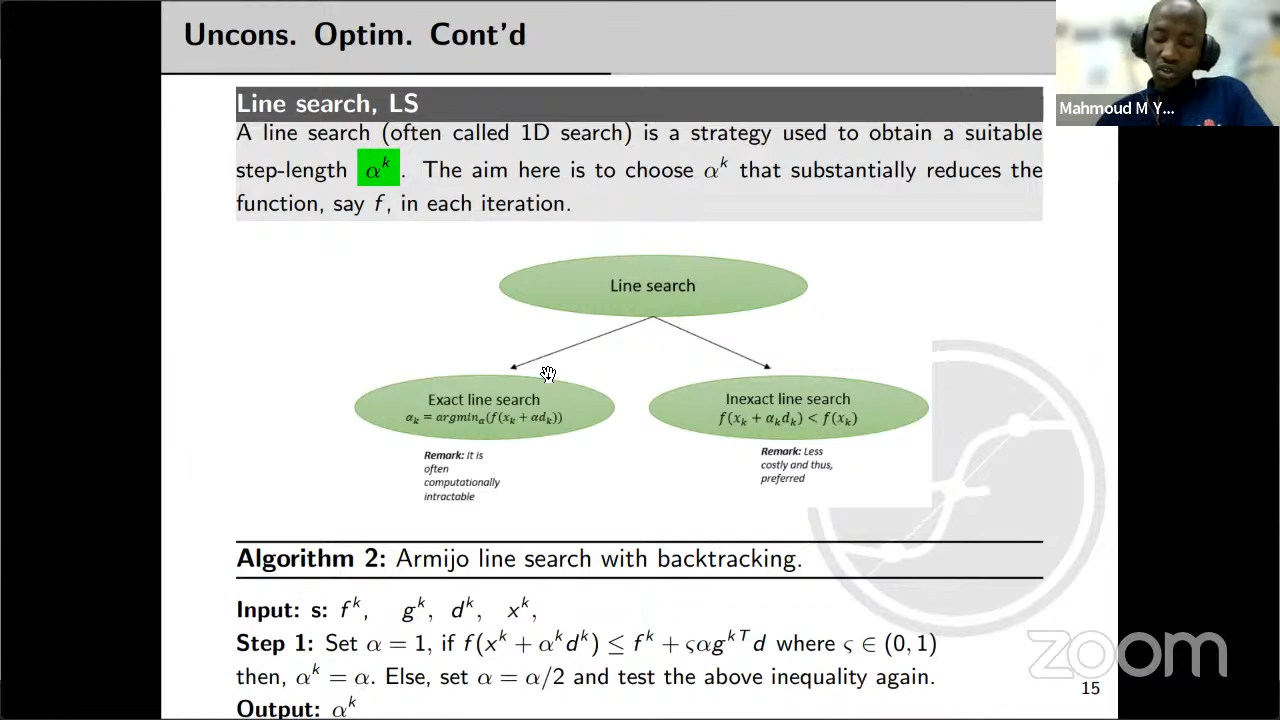 Uncons. Optim. Cont'd
Mahmoud M Y...
Line search, LS
A line search (often called 1D search) is a strategy used to obtain a suitable
step-length α^k. The aim here is to choose α^k that substantially reduces the
function, say f, in each iteration.
Line search
Exact line search
α_k = argmin_α(f(x_k + αd_k))
Inexact line search
f(x_k + α_k d_k) < f(x_k)
Remark: It is
often
computationally
intractable
Remark: Less
costly and thus,
preferred
Algorithm 2: Armijo line search with backtracking.
Input: s: f^k, g^k, d^k, x^k,
Step 1: Set α = 1, if f(x^k + α^k d^k) ≤ f^k + ςαg^{kT}d where ς ∈ (0, 1)
then, α^k = α. Else, set α = α/2 and test the above inequality again.
Output: α^k
15
zoom